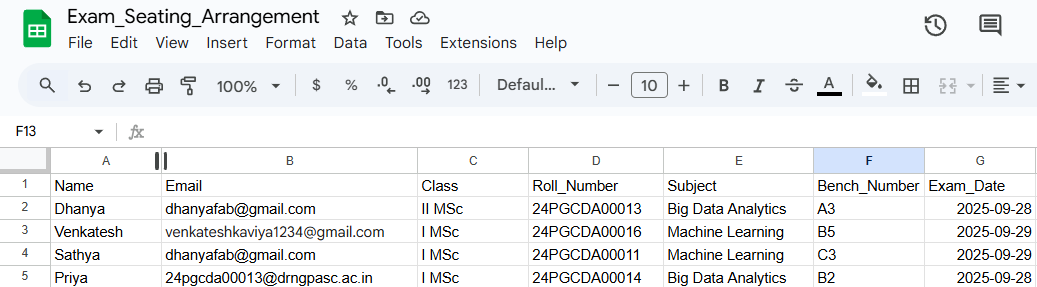 Exam_Seating_Arrangement
File Edit View Insert Format Data Tools Extensions Help
100% $ % .0 .00 123 Defaul... 10 B I S A
F13 fx
A B C D E F G
1 Name Email Class Roll_Number Subject Bench_Number Exam_Date
2 Dhanya dhanyafab@gmail.com II MSc 24PGCDA00013 Big Data Analytics A3 2025-09-28
3 Venkatesh venkateshkaviya1234@gmail.com I MSc 24PGCDA00016 Machine Learning B5 2025-09-29
4 Sathya dhanyafab@gmail.com I MSc 24PGCDA00011 Machine Learning C3 2025-09-29
5 Priya 24pgcda00013@drngpasc.ac.in I MSc 24PGCDA00014 Big Data Analytics B2 2025-09-28